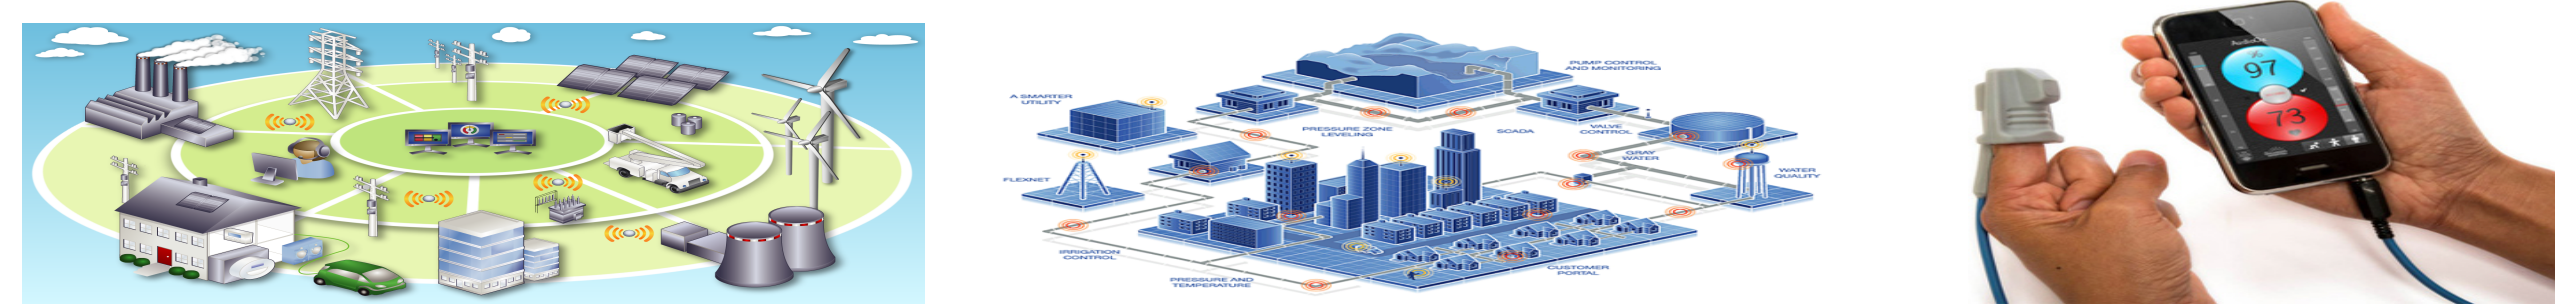 PUMP CONTROL
AND MONITORING
A SMARTER
UTILITY
PRESSURE ZONE
LEVELING
SCADA
VALVE
CONTROL
GRAY
WATER
WATER
QUALITY
FLEXNET
IRRIGATION
CONTROL
PRESSURE AND
TEMPERATURE
CUSTOMER
PORTAL
%
97
73